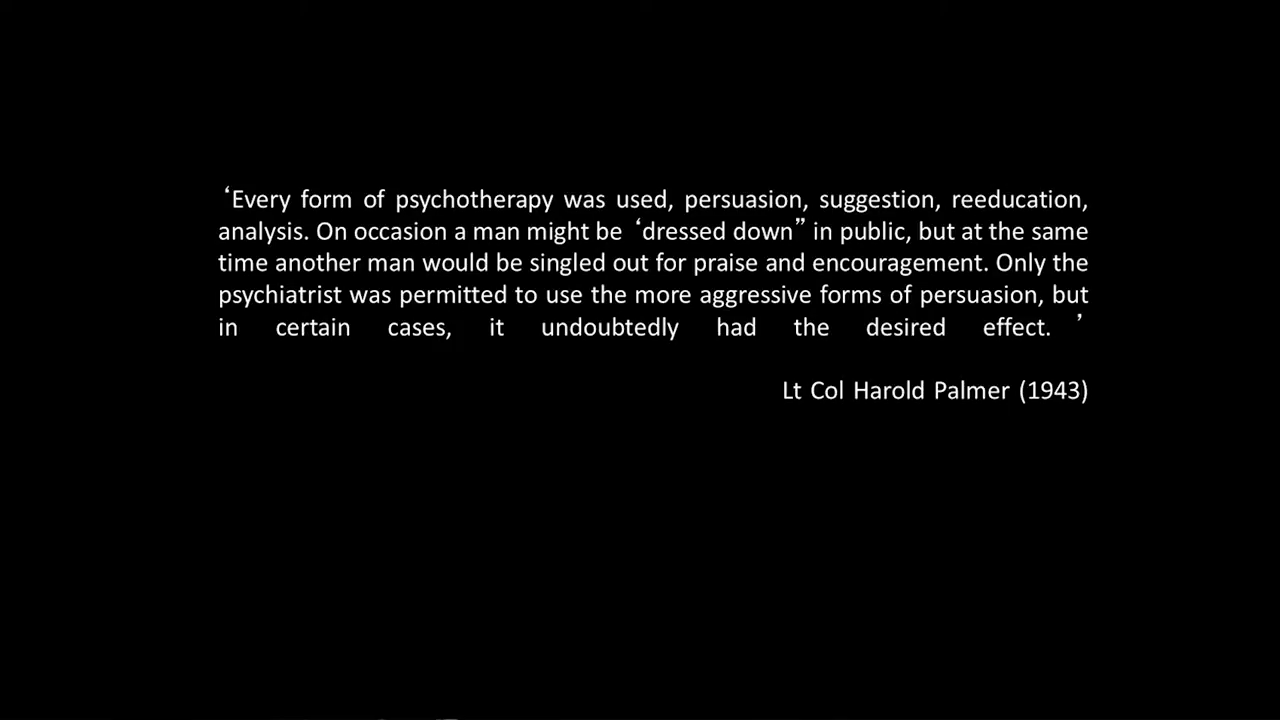 ‘Every form of psychotherapy was used, persuasion, suggestion, reeducation,
analysis. On occasion a man might be ‘dressed down” in public, but at the same
time another man would be singled out for praise and encouragement. Only the
psychiatrist was permitted to use the more aggressive forms of persuasion, but
in certain cases, it undoubtedly had the desired effect. ’
Lt Col Harold Palmer (1943)